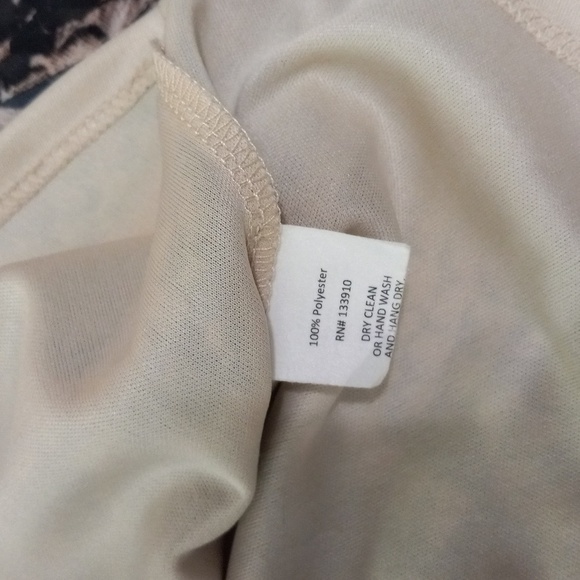 100% Polyester
RN# 133910
DRY CLEAN
OR HAND WASH
AND HANG DRY